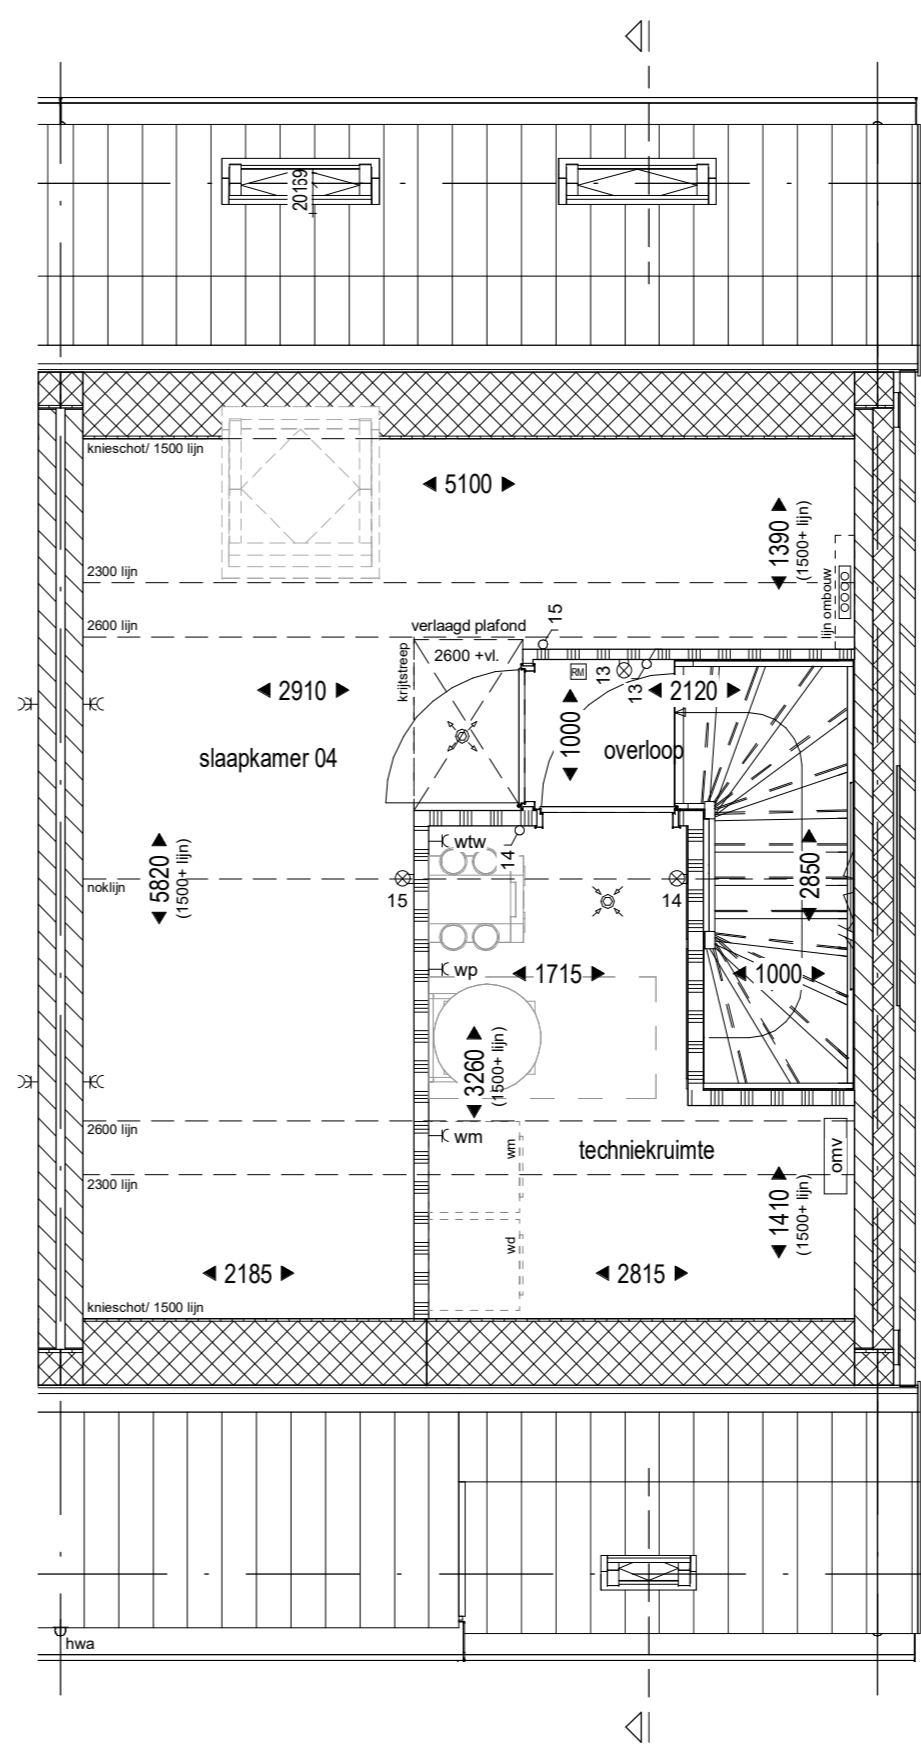 20169
knieschot/ 1500 lijn
5100
1390
(1500+ lijn)
2300 lijn
lijn ombouw
2600 lijn
verlaagd plafond
15
krijtstreep
2600 +vl.
RM
13
13
2910
2120
1000
slaapkamer 04
overloop
wtw
14
5820
(1500+ lijn)
2850
noklijn
15
14
wp
1715
1000
3260
(1500+ lijn)
2600 lijn
wm
wm
techniekruimte
omv
2300 lijn
1410
(1500+ lijn)
wd
2185
2815
knieschot/ 1500 lijn
hwa